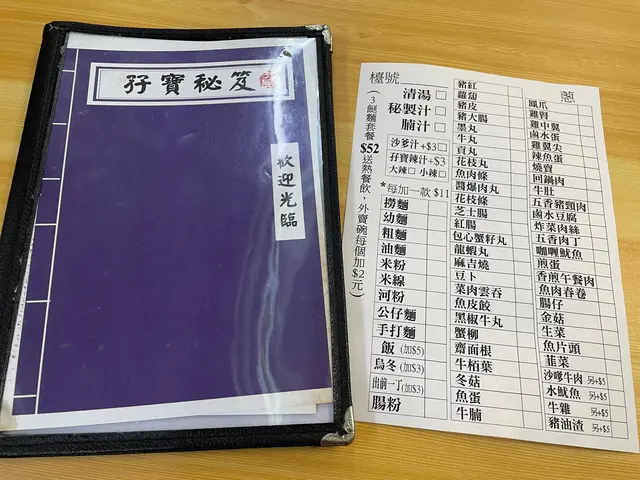 孖寶秘笈
歡迎光臨
檯號
葱
(3餸麵套餐
$52
送熱餐飲,外賣碗每個加$2元)
清湯
秘製汁
腩汁
沙爹汁+$3
孖寶辣汁+$3
大辣 小辣
*每加一款 $11
撈麵
幼麵
粗麵
油麵
米粉
米線
河粉
公仔麵
手打麵
飯 (加$5)
烏冬 (加$3)
出前一丁 (加$3)
腸粉
豬紅
蘿蔔
豬皮
豬大腸
墨丸
牛丸
貢丸
花枝丸
魚肉條
醬爆肉丸
花枝條
芝士腸
紅腸
包心蟹籽丸
龍蝦丸
麻吉燒
豆卜
菜肉雲吞
魚皮餃
黑椒牛丸
蟹柳
齋面根
牛栢葉
冬菇
魚蛋
牛腩
鳳爪
雞腎
雞中翼
鹵水蛋
雞翼尖
辣魚蛋
燒賣
回鍋肉
牛肚
五香豬頸肉
鹵水豆腐
炸菜肉絲
五香肉丁
咖喱魷魚
煎蛋
香煎午餐肉
魚肉春卷
腸仔
金菇
生菜
魚片頭
韮菜
沙嗲牛肉 另+$5
水魷魚 另+$5
牛雜 另+$5
豬油渣 另+$5